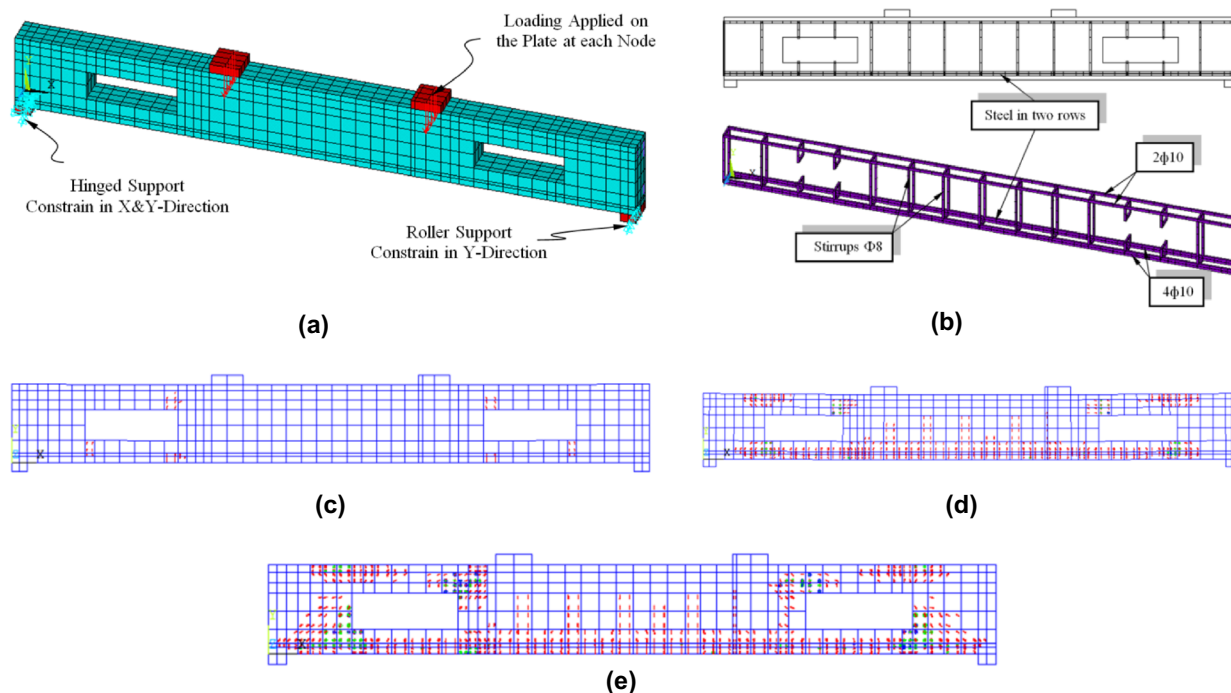 Loading Applied on
the Plate at each Node
X
Hinged Support
Constrain in X&Y-Direction
Roller Support
Constrain in Y-Direction
(a)
Steel in two rows
2ϕ10
X
Stirrups Φ8
4ϕ10
(b)
X
(c)
X
(d)
X
(e)